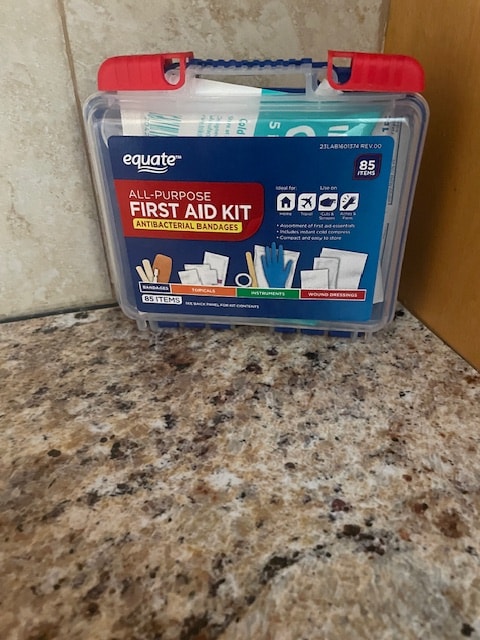 23LAB1601374 REV.00
equate™
85
ITEMS
ALL-PURPOSE
FIRST AID KIT
ANTIBACTERIAL BANDAGES
Ideal for:
Use on:
Home
Travel
Cuts &
Scrapes
Aches &
Pains
• Assortment of first aid essentials
• Includes instant cold compress
• Compact and easy to store
BANDAGES
TOPICALS
INSTRUMENTS
WOUND DRESSINGS
85 ITEMS
SEE BACK PANEL FOR KIT CONTENTS